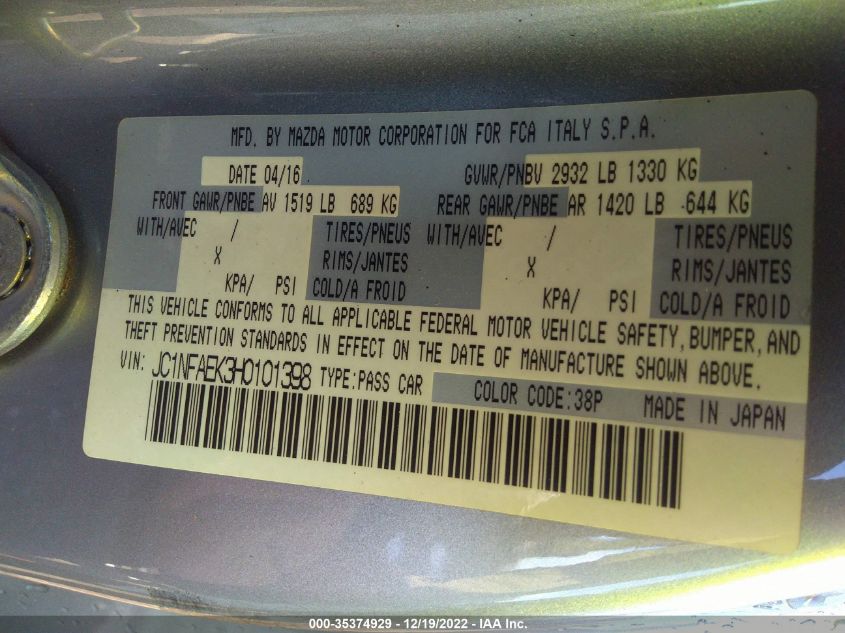 MFD. BY MAZDA MOTOR CORPORATION FOR FCA ITALY S.P.A.
DATE 04/16 GVWR/PNBV 2932 LB 1330 KG
FRONT GAWR/PNBE AV 1519 LB 689 KG REAR GAWR/PNBE AR 1420 LB 644 KG
WITH/AVEC / TIRES/PNEUS WITH/AVEC / TIRES/PNEUS
X RIMS/JANTES X RIMS/JANTES
KPA/ PSI COLD/A FROID KPA/ PSI COLD/A FROID
THIS VEHICLE CONFORMS TO ALL APPLICABLE FEDERAL MOTOR VEHICLE SAFETY, BUMPER, AND
THEFT PREVENTION STANDARDS IN EFFECT ON THE DATE OF MANUFACTURE SHOWN ABOVE.
VIN: JC1NFAEK3H0101398 TYPE:PASS CAR COLOR CODE:38P MADE IN JAPAN
000-35374929 - 12/19/2022 - IAA Inc.